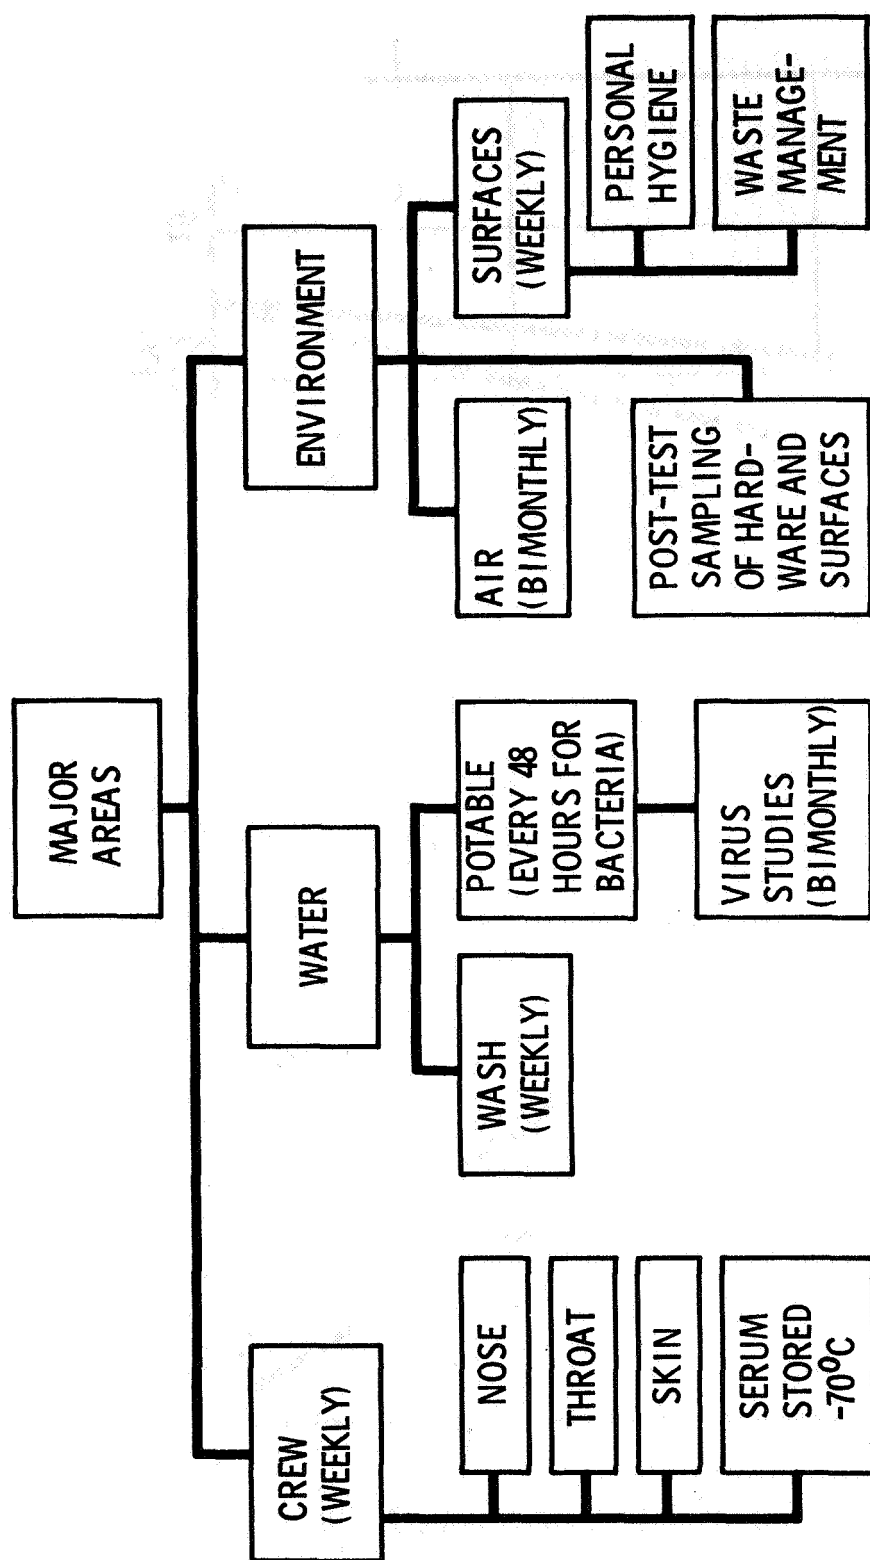 MAJOR
AREAS
CREW
(WEEKLY)
NOSE
THROAT
SKIN
SERUM
STORED
-70⁰C
WATER
WASH
(WEEKLY)
POTABLE
(EVERY 48
HOURS FOR
BACTERIA)
VIRUS
STUDIES
(BIMONTHLY)
ENVIRONMENT
AIR
(BIMONTHLY)
POST-TEST
SAMPLING
OF HARD-
WARE AND
SURFACES
SURFACES
(WEEKLY)
PERSONAL
HYGIENE
WASTE
MANAGE-
MENT